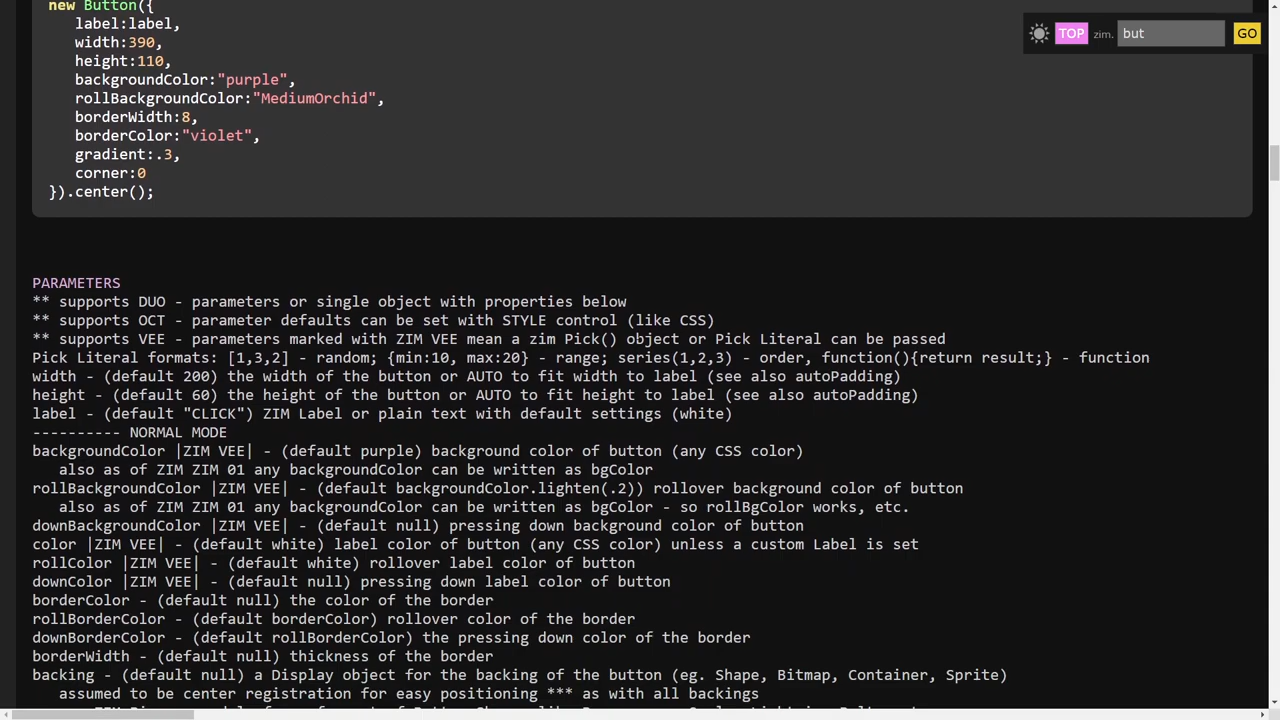 new Button({
label:label,
width:390,
height:110,
backgroundColor:"purple",
rollBackgroundColor:"MediumOrchid",
borderWidth:8,
borderColor:"violet",
gradient:.3,
corner:0
}).center();
TOP zim. but GO
PARAMETERS
** supports DUO - parameters or single object with properties below
** supports OCT - parameter defaults can be set with STYLE control (like CSS)
** supports VEE - parameters marked with ZIM VEE mean a zim Pick() object or Pick Literal can be passed
Pick Literal formats: [1,3,2] - random; {min:10, max:20} - range; series(1,2,3) - order, function(){return result;} - function
width - (default 200) the width of the button or AUTO to fit width to label (see also autoPadding)
height - (default 60) the height of the button or AUTO to fit height to label (see also autoPadding)
label - (default "CLICK") ZIM Label or plain text with default settings (white)
---------- NORMAL MODE
backgroundColor |ZIM VEE| - (default purple) background color of button (any CSS color)
also as of ZIM ZIM 01 any backgroundColor can be written as bgColor
rollBackgroundColor |ZIM VEE| - (default backgroundColor.lighten(.2)) rollover background color of button
also as of ZIM ZIM 01 any backgroundColor can be written as bgColor - so rollBgColor works, etc.
downBackgroundColor |ZIM VEE| - (default null) pressing down background color of button
color |ZIM VEE| - (default white) label color of button (any CSS color) unless a custom Label is set
rollColor |ZIM VEE| - (default white) rollover label color of button
downColor |ZIM VEE| - (default null) pressing down label color of button
borderColor - (default null) the color of the border
rollBorderColor - (default borderColor) rollover color of the border
downBorderColor - (default rollBorderColor) the pressing down color of the border
borderWidth - (default null) thickness of the border
backing - (default null) a Display object for the backing of the button (eg. Shape, Bitmap, Container, Sprite)
assumed to be center registration for easy positioning *** as with all backings